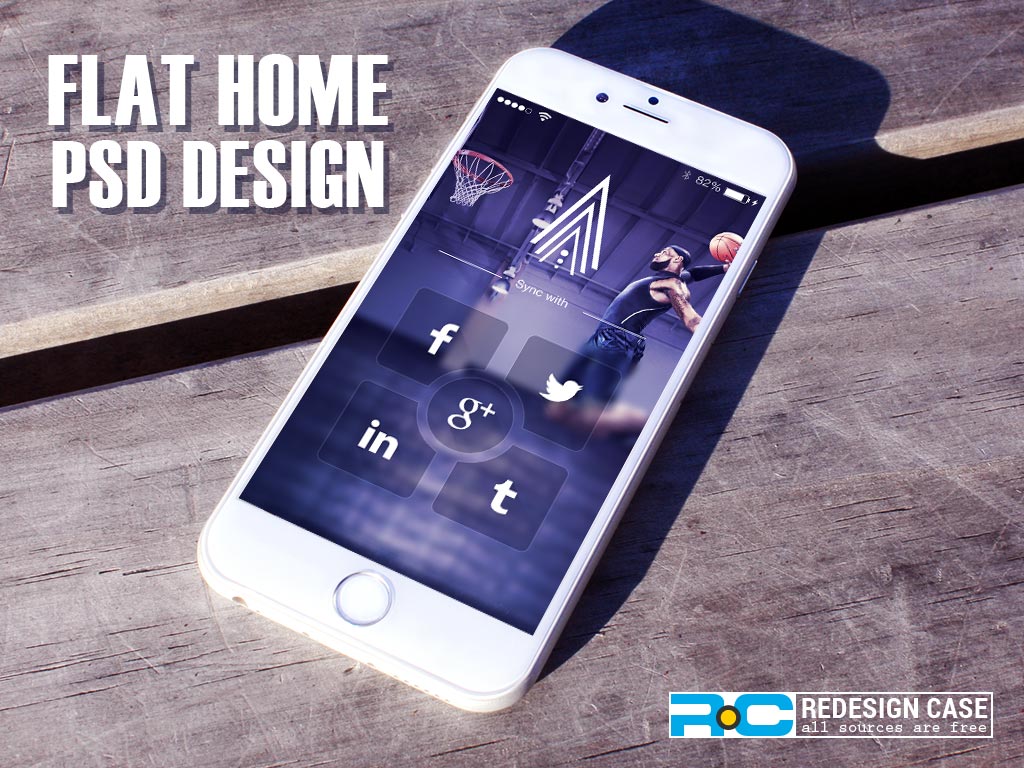 FLAT HOME
PSD DESIGN
82%
Sync with
f
g+
in
t
RC
REDESIGN CASE
all sources are free